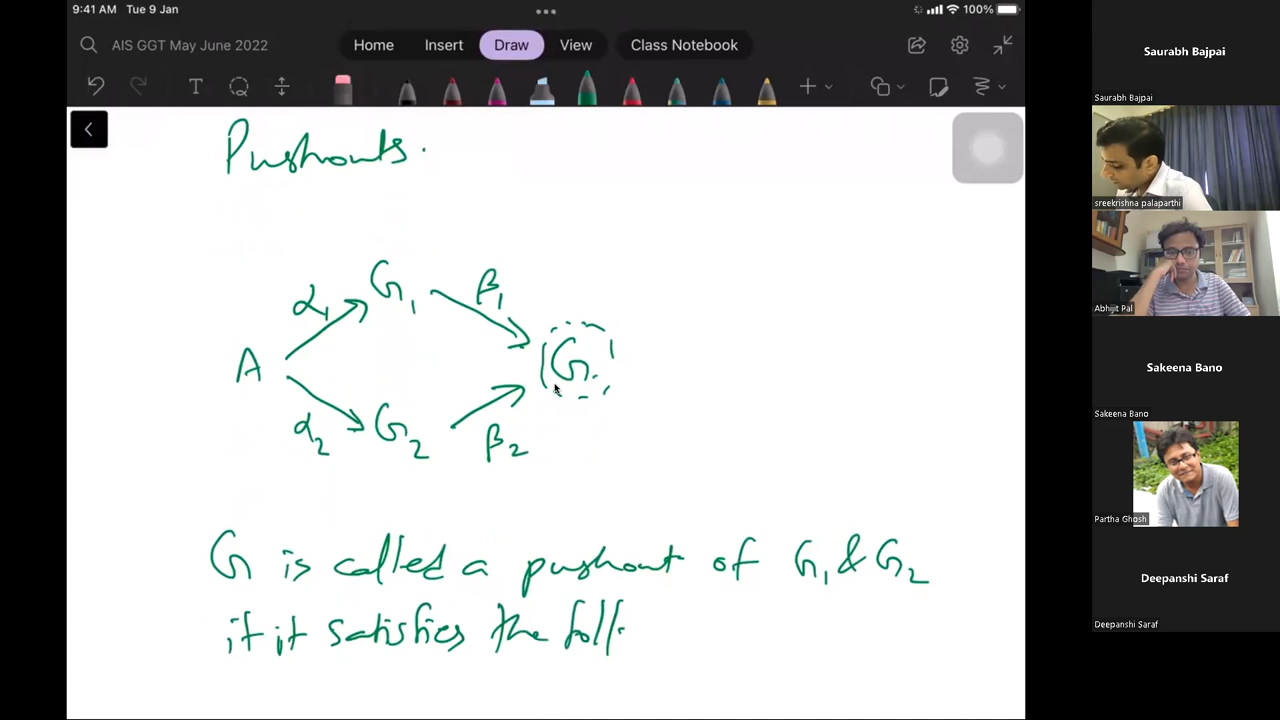 9:41 AM Tue 9 Jan
100%
AIS GGT May June 2022
Home Insert Draw View Class Notebook
Pushouts.
α1 G1 β1
A G.
α2 G2 β2
G is called a pushout of G1 & G2
if it satisfies the foll.
Saurabh Bajpai
Saurabh Bajpai
sreekrishna palaparthi
Abhijit Pal
Sakeena Bano
Sakeena Bano
Partha Ghosh
Deepanshi Saraf
Deepanshi Saraf